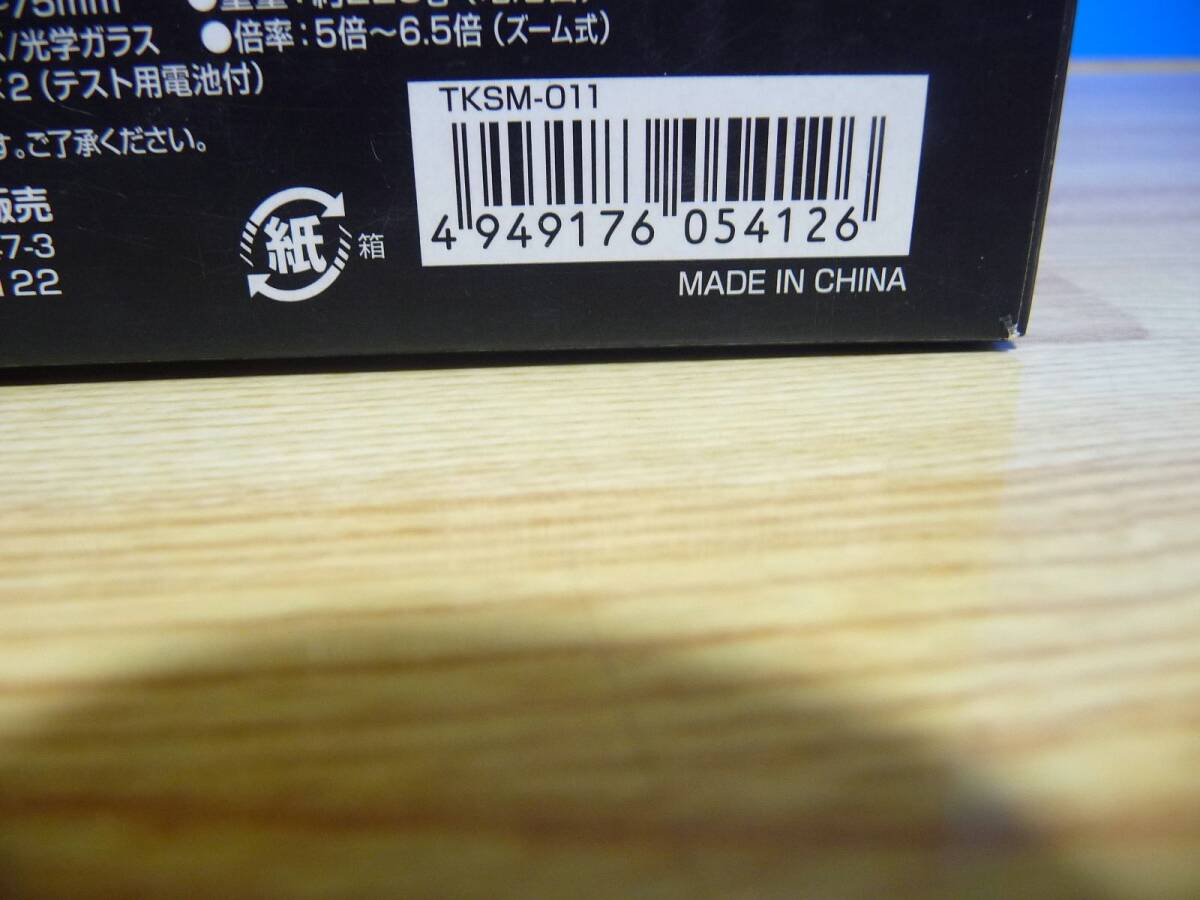 75mm
光学ガラス ●倍率：5倍～6.5倍（ズーム式）
2（テスト用電池付）
す。ご了承ください。
販売
7-3
122
紙
箱
TKSM-011
4 949176 054126
MADE IN CHINA